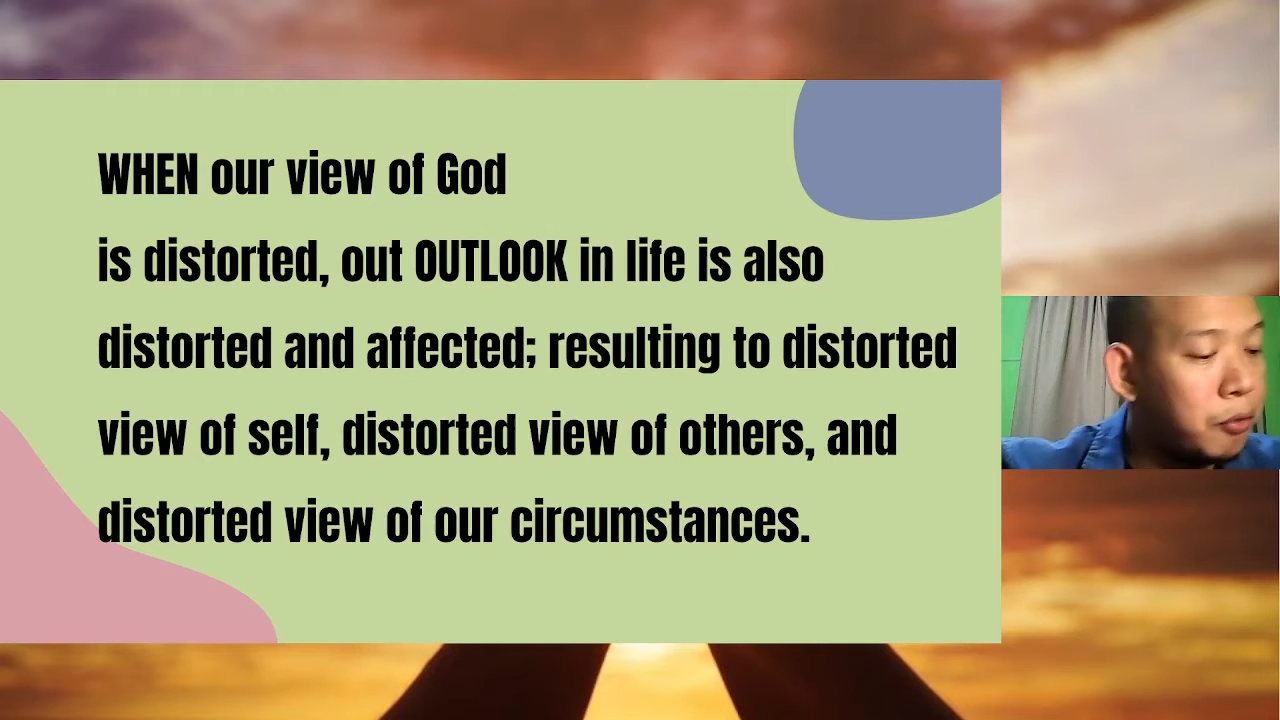 WHEN our view of God
is distorted, out OUTLOOK in life is also
distorted and affected; resulting to distorted
view of self, distorted view of others, and
distorted view of our circumstances.